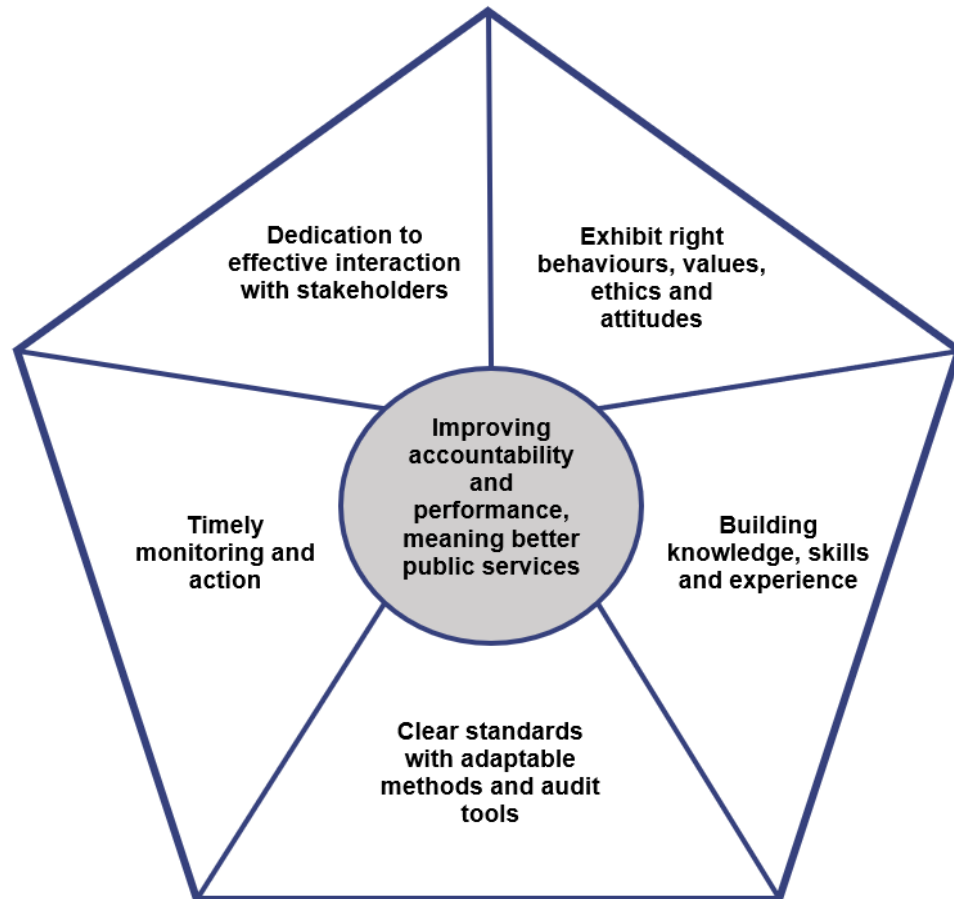 Dedication to
effective interaction
with stakeholders
Exhibit right
behaviours, values,
ethics and
attitudes
Improving
accountability
and
performance,
meaning better
public services
Timely
monitoring and
action
Building
knowledge, skills
and experience
Clear standards
with adaptable
methods and audit
tools